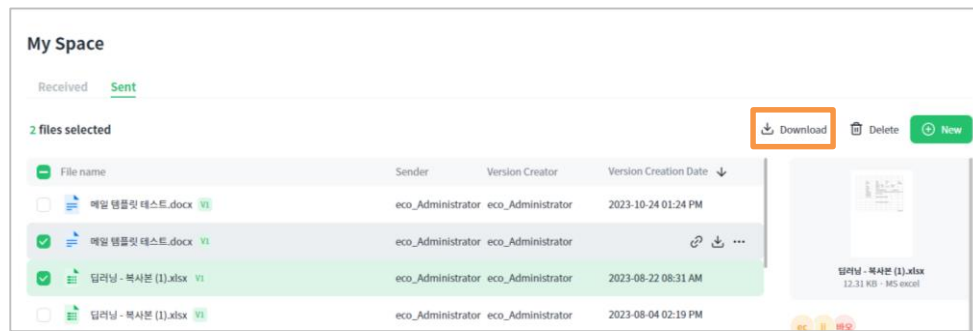 My Space
Received Sent
2 files selected Download Delete New
File name Sender Version Creator Version Creation Date
메일 템플릿 테스트.docx V1 eco_Administrator eco_Administrator 2023-10-24 01:24 PM
메일 템플릿 테스트.docx V1 eco_Administrator eco_Administrator
딥러닝 - 복사본 (1).xlsx V1 eco_Administrator eco_Administrator 2023-08-22 08:31 AM
딥러닝 - 복사본 (1).xlsx V1 eco_Administrator eco_Administrator 2023-08-04 02:19 PM
딥러닝 - 복사본 (1).xlsx
12.31 KB · MS excel
ec